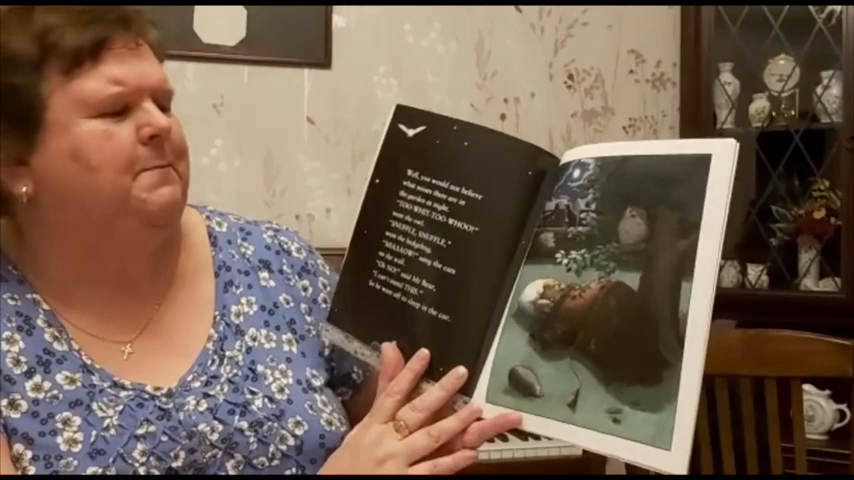 Well, you would not believe
what noises there are in
the garden at night.
"TOO-WHIT-TOO-WHOO!"
went the owl.
"SNUFFLE, SNUFFLE,"
went the hedgehog.
"MIAAAOW!" sang the cats
on the wall.
"Oh NO!" said Mr Bear,
"I can't stand THIS."
So he went off to sleep in the car.